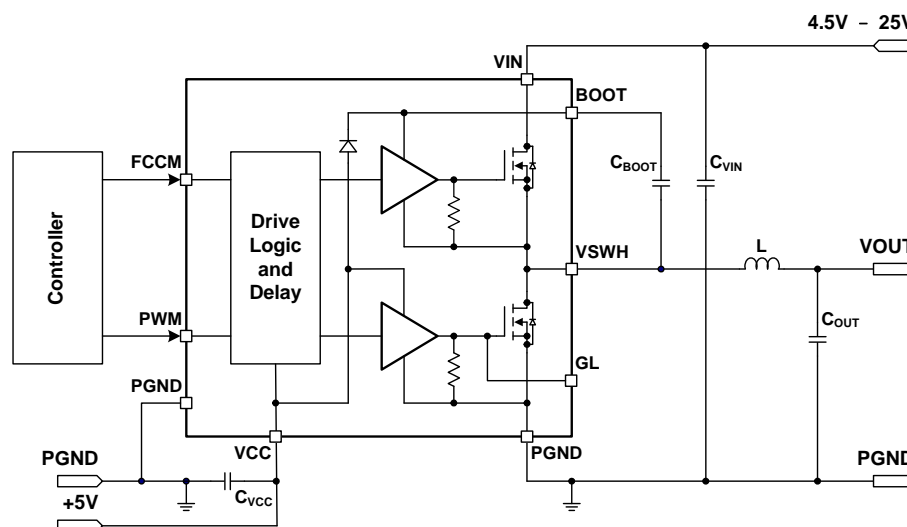 4.5V – 25V
VIN
BOOT
FCCM
Controller
Drive
Logic
and
Delay
CBOOT
CVIN
VSWH
L
VOUT
PWM
COUT
GL
PGND
VCC
PGND
PGND
PGND
CVCC
+5V